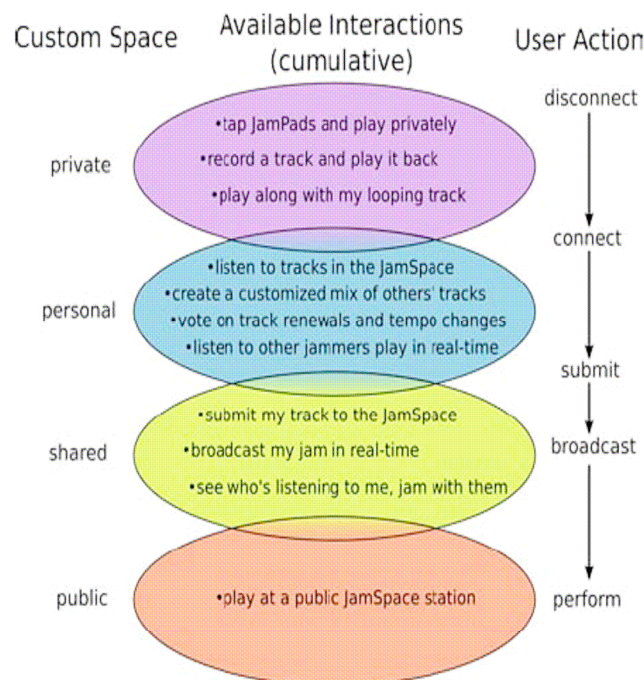 Custom Space
Available Interactions
(cumulative)
User Action
disconnect
private
•tap JamPads and play privately
•record a track and play it back
•play along with my looping track
connect
personal
•listen to tracks in the JamSpace
•create a customized mix of others' tracks
•vote on track renewals and tempo changes
•listen to other jammers play in real-time
submit
shared
•submit my track to the JamSpace
•broadcast my jam in real-time
•see who's listening to me, jam with them
broadcast
public
•play at a public JamSpace station
perform